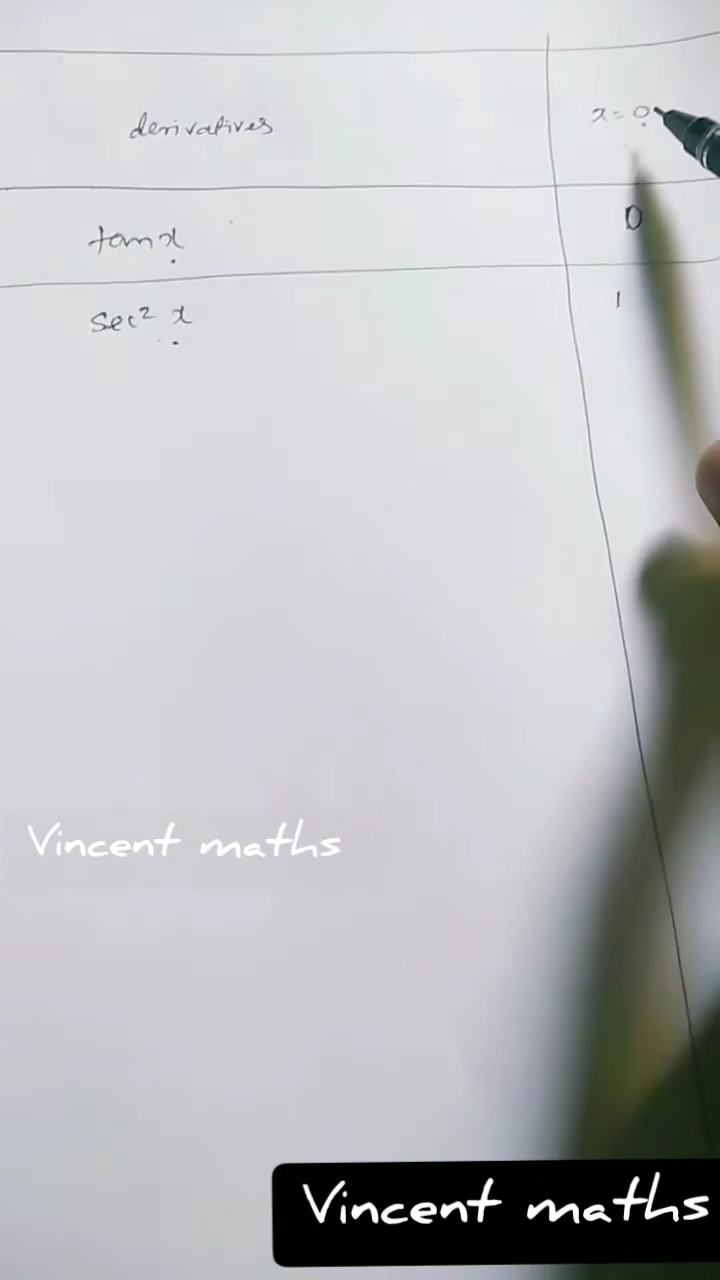 derivatives x = 0
tan x 0
sec² x 1
Vincent maths
Vincent maths